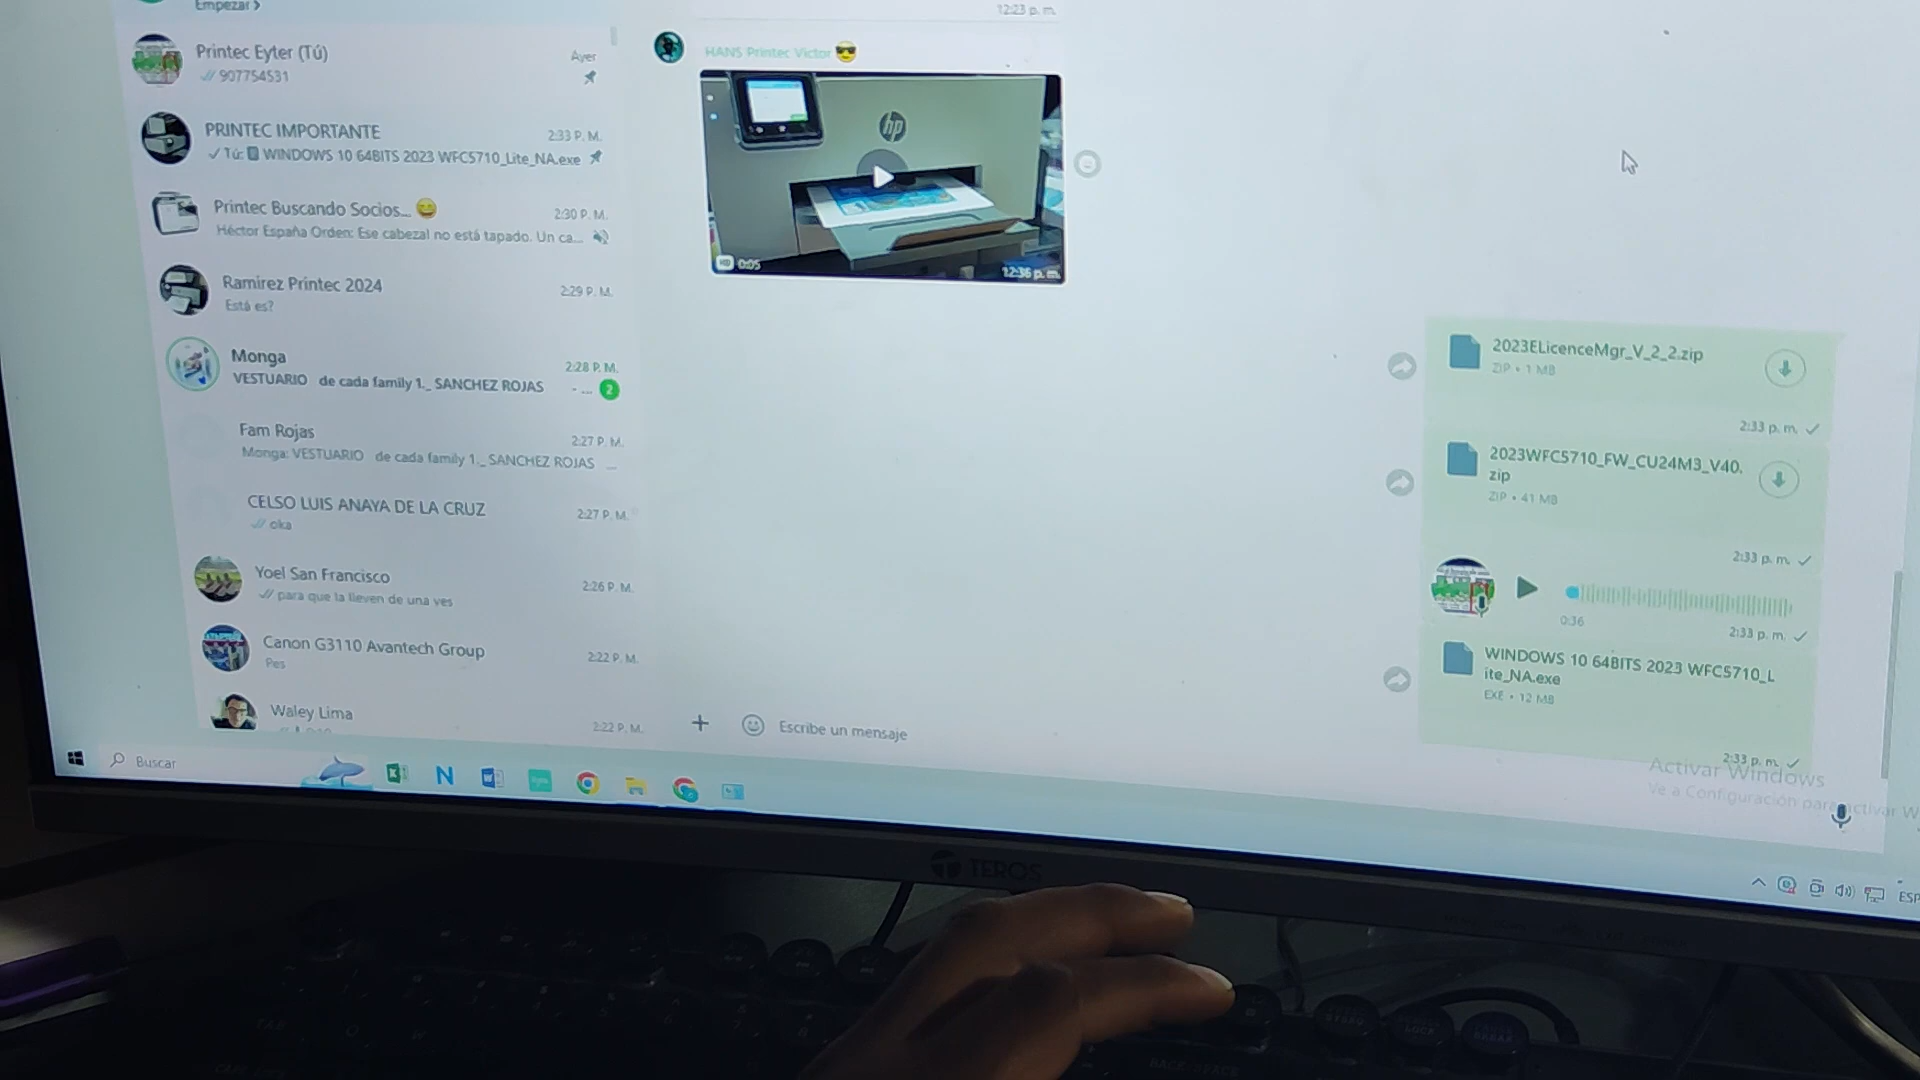 Empezar >
Printec Eyter (Tú)
Ayer
907754531
PRINTEC IMPORTANTE
2:33 P. M.
Tú: WINDOWS 10 64BITS 2023 WFC5710_Lite_NA.exe
Printec Buscando Socios... 😄
2:30 P. M.
Héctor España Orden: Ese cabezal no está tapado. Un ca...
Ramirez Printec 2024
2:29 P. M.
Está es?
Monga
2:28 P. M.
VESTUARIO de cada family 1._ SANCHEZ ROJAS - ...
2
Fam Rojas
2:27 P. M.
Monga: VESTUARIO de cada family 1._ SANCHEZ ROJAS ...
CELSO LUIS ANAYA DE LA CRUZ
2:27 P. M.
oka
Yoel San Francisco
2:26 P. M.
para que la lleven de una ves
Canon G3110 Avantech Group
2:22 P. M.
Pes
Waley Lima
2:22 P. M.
12:23 p. m.
HANS Printec Victor 😎
hp
HD 0:05
12:36 p. m.
2023ELicenceMgr_V_2_2.zip
ZIP • 1 MB
2:33 p. m.
2023WFC5710_FW_CU24M3_V40.
zip
ZIP • 41 MB
2:33 p. m.
0:36
2:33 p. m.
WINDOWS 10 64BITS 2023 WFC5710_L
ite_NA.exe
EXE • 12 MB
2:33 p. m.
Escribe un mensaje
Activar Windows
Ve a Configuración para activar W
Buscar
N
ESP
TEROS
BACKSPACE